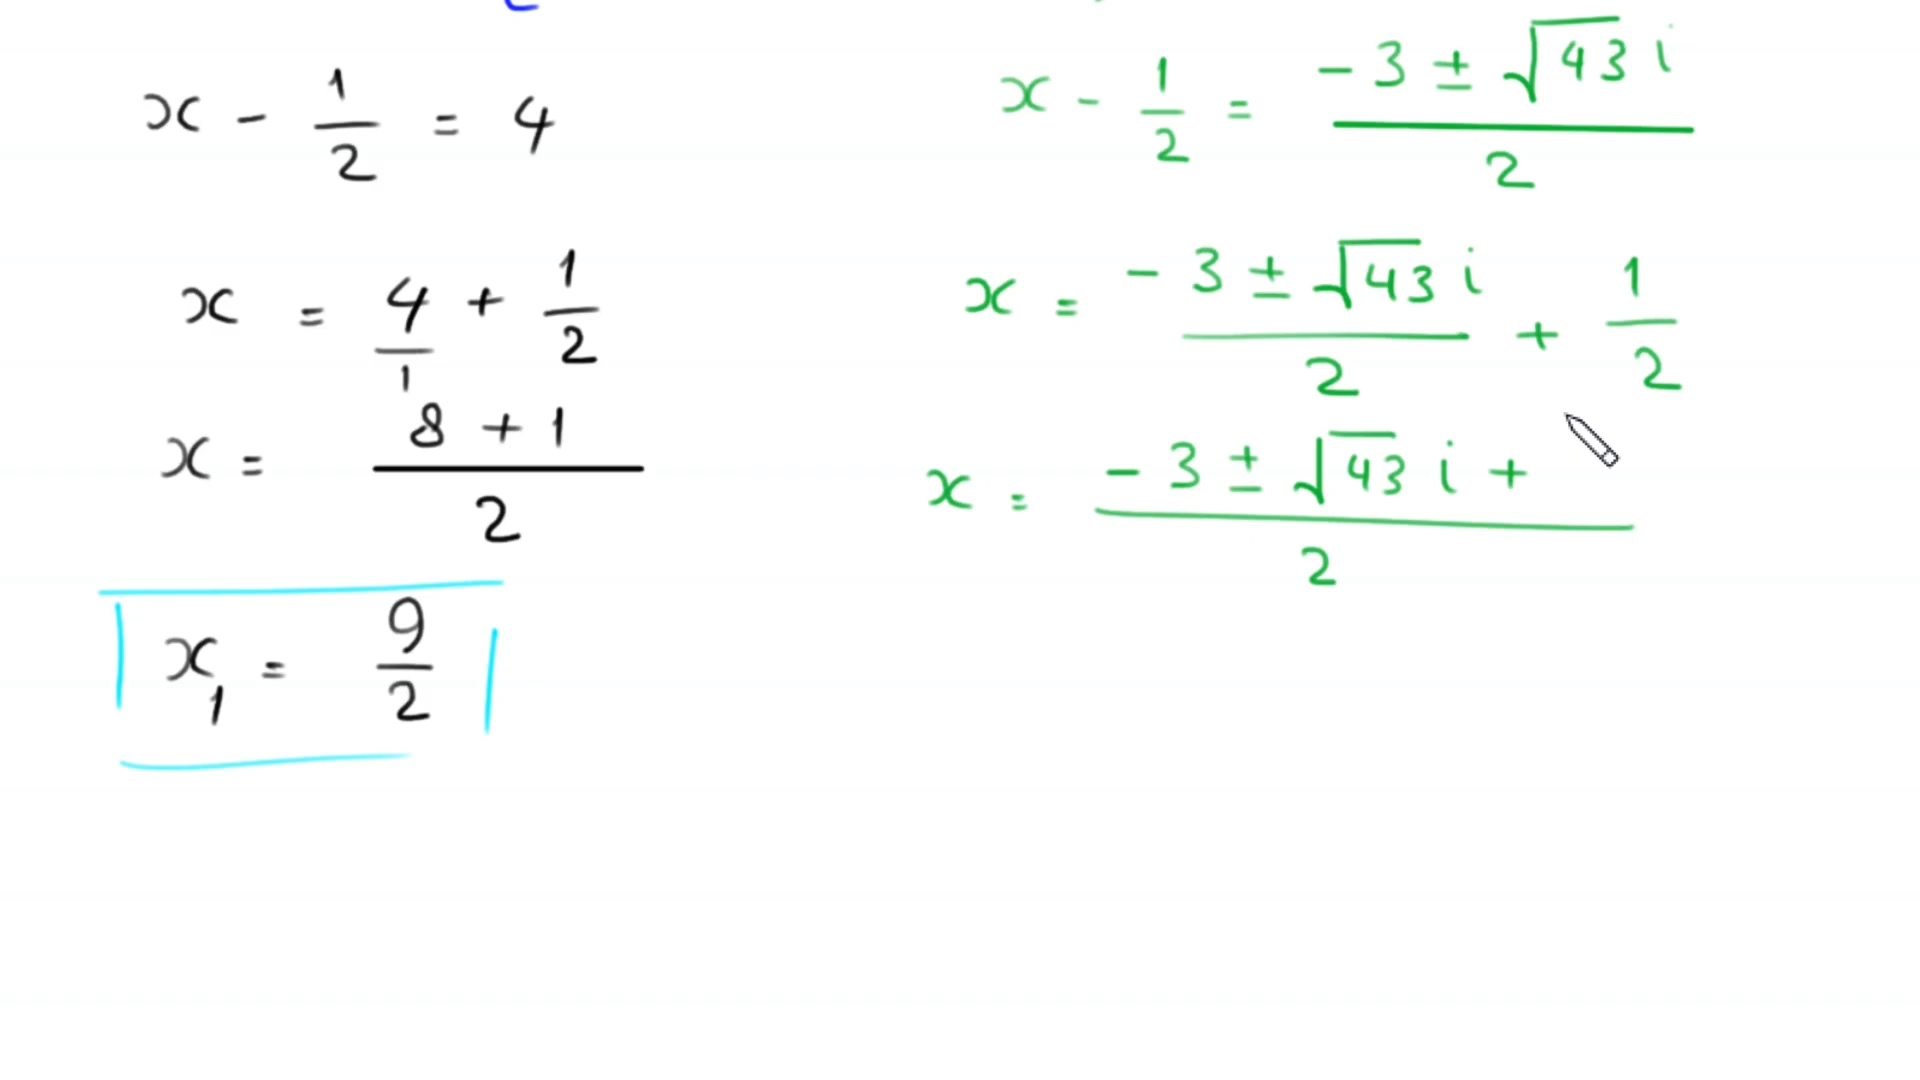 x - 1/2 = 4
x = 4/1 + 1/2
x = (8 + 1)/2
x₁ = 9/2
x - 1/2 = (-3 ± √43 i)/2
x = (-3 ± √43 i)/2 + 1/2
x = (-3 ± √43 i +)/2